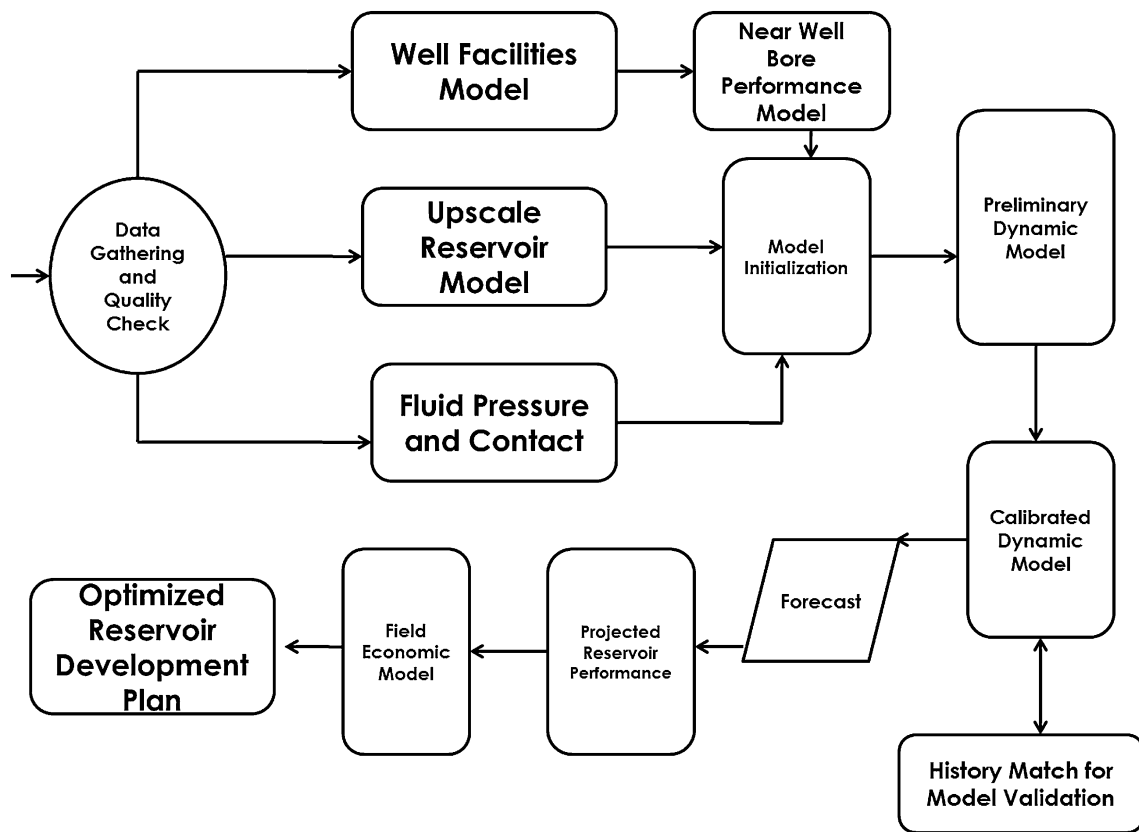 Well Facilities
Model
Near Well
Bore
Performance
Model
Data
Gathering
and
Quality
Check
Upscale
Reservoir
Model
Model
Initialization
Preliminary
Dynamic
Model
Fluid Pressure
and Contact
Calibrated
Dynamic
Model
Forecast
Projected
Reservoir
Performance
Field
Economic
Model
Optimized
Reservoir
Development
Plan
History Match for
Model Validation